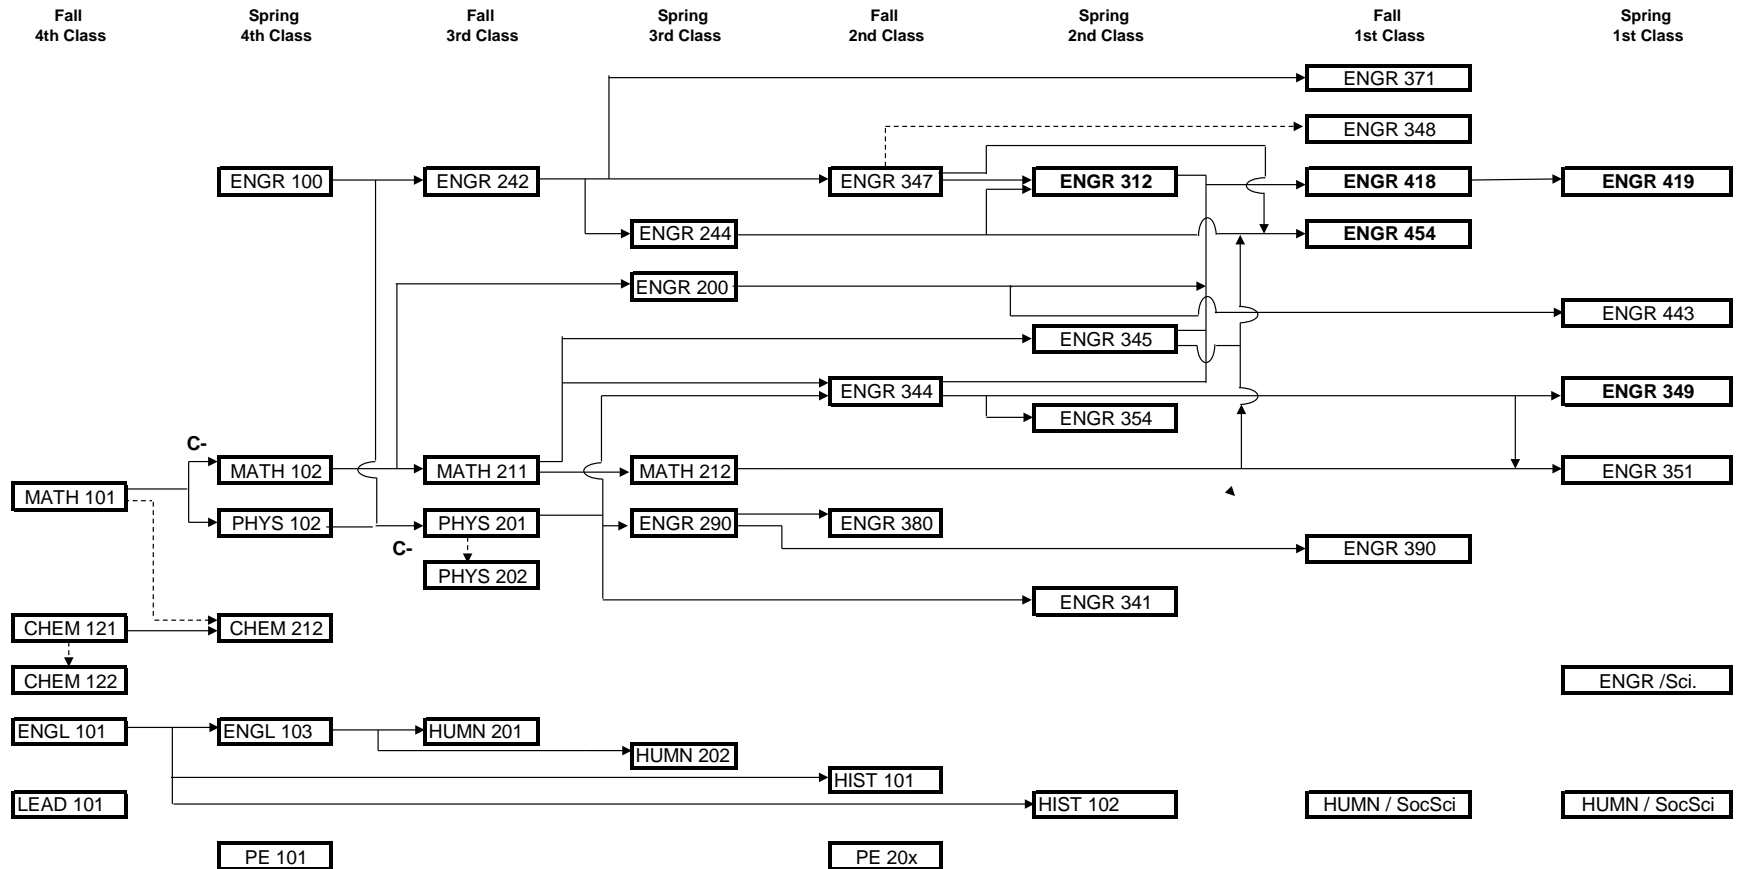 Fall
4th Class
Spring
4th Class
Fall
3rd Class
Spring
3rd Class
Fall
2nd Class
Spring
2nd Class
Fall
1st Class
Spring
1st Class
ENGR 371
ENGR 348
ENGR 100
ENGR 242
ENGR 347
ENGR 312
ENGR 418
ENGR 419
ENGR 244
ENGR 454
ENGR 200
ENGR 443
ENGR 345
ENGR 344
ENGR 349
ENGR 354
C-
MATH 102
MATH 211
MATH 212
ENGR 351
MATH 101
PHYS 102
PHYS 201
ENGR 290
ENGR 380
C-
ENGR 390
PHYS 202
ENGR 341
CHEM 121
CHEM 212
CHEM 122
ENGR /Sci.
ENGL 101
ENGL 103
HUMN 201
HUMN 202
HIST 101
LEAD 101
HIST 102
HUMN / SocSci
HUMN / SocSci
PE 101
PE 20x